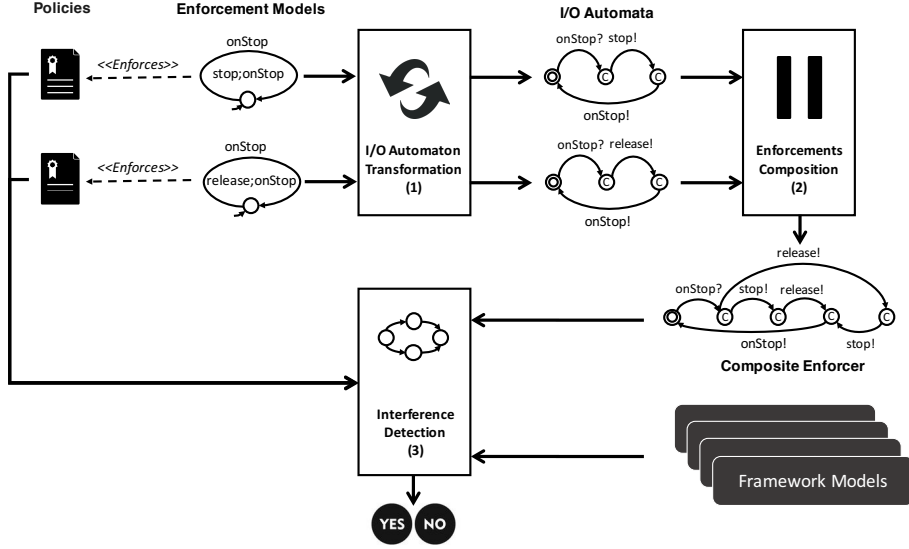 Policies
Enforcement Models
I/O Automata
onStop
<<Enforces>>
stop;onStop
onStop? stop!
C
C
onStop!
I/O Automaton
Transformation
(1)
Enforcements
Composition
(2)
onStop
<<Enforces>>
release;onStop
onStop? release!
C
C
onStop!
release!
onStop? stop! release!
C
C
C
C
onStop!
stop!
Composite Enforcer
Interference
Detection
(3)
Framework Models
YES
NO